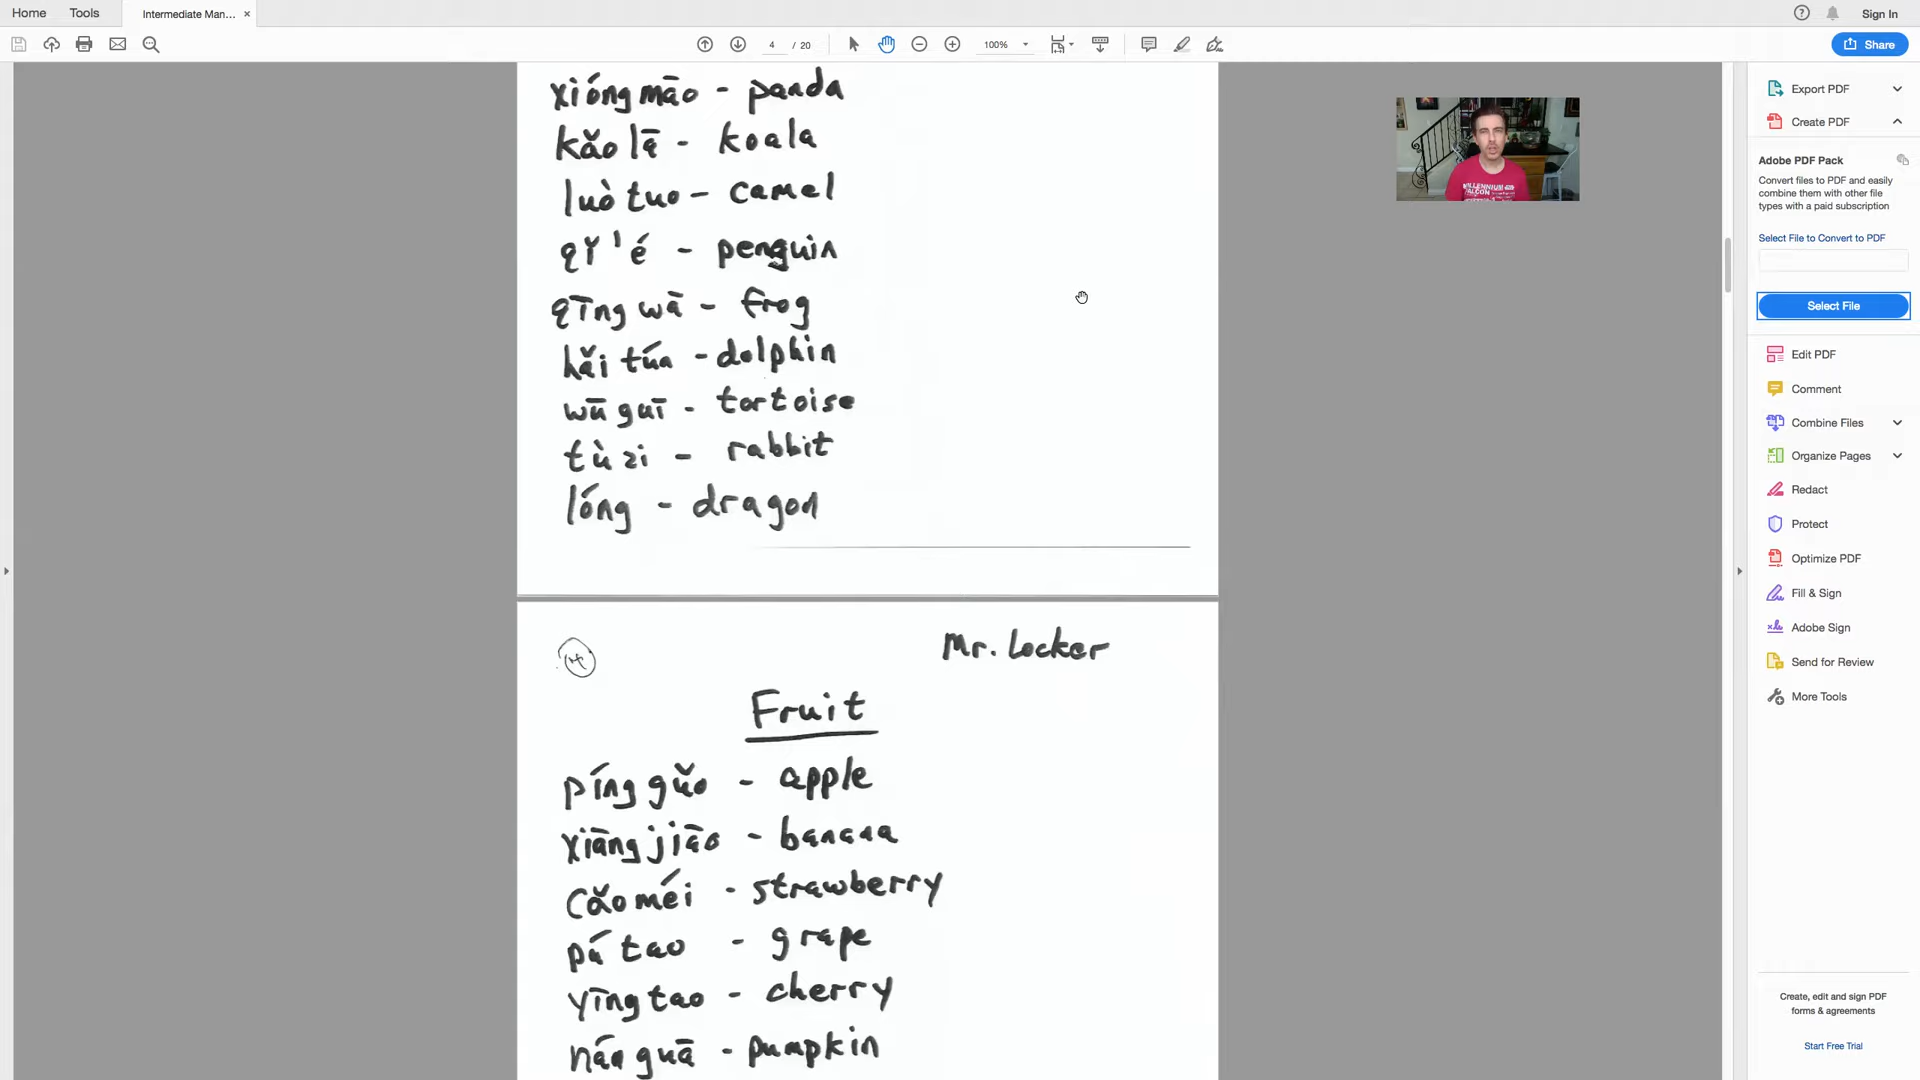 Home Tools Intermediate Man... × Sign In
4 / 20 100% Share
xióngmāo - panda
kǎo lā - koala
luò tuo - camel
qǐ'é - penguin
qīng wā - frog
hǎi tún - dolphin
wū guī - tortoise
tù zi - rabbit
lóng - dragon
4 Mr. Locker
Fruit
píng guǒ - apple
xiāng jiāo - banana
Cǎo méi - strawberry
pú tao - grape
yīng tao - cherry
nán guā - pumpkin
MILLENNIUM
FALCON
Export PDF
Create PDF
Adobe PDF Pack
Convert files to PDF and easily
combine them with other file
types with a paid subscription
Select File to Convert to PDF
Select File
Edit PDF
Comment
Combine Files
Organize Pages
Redact
Protect
Optimize PDF
Fill & Sign
Adobe Sign
Send for Review
More Tools
Create, edit and sign PDF
forms & agreements
Start Free Trial